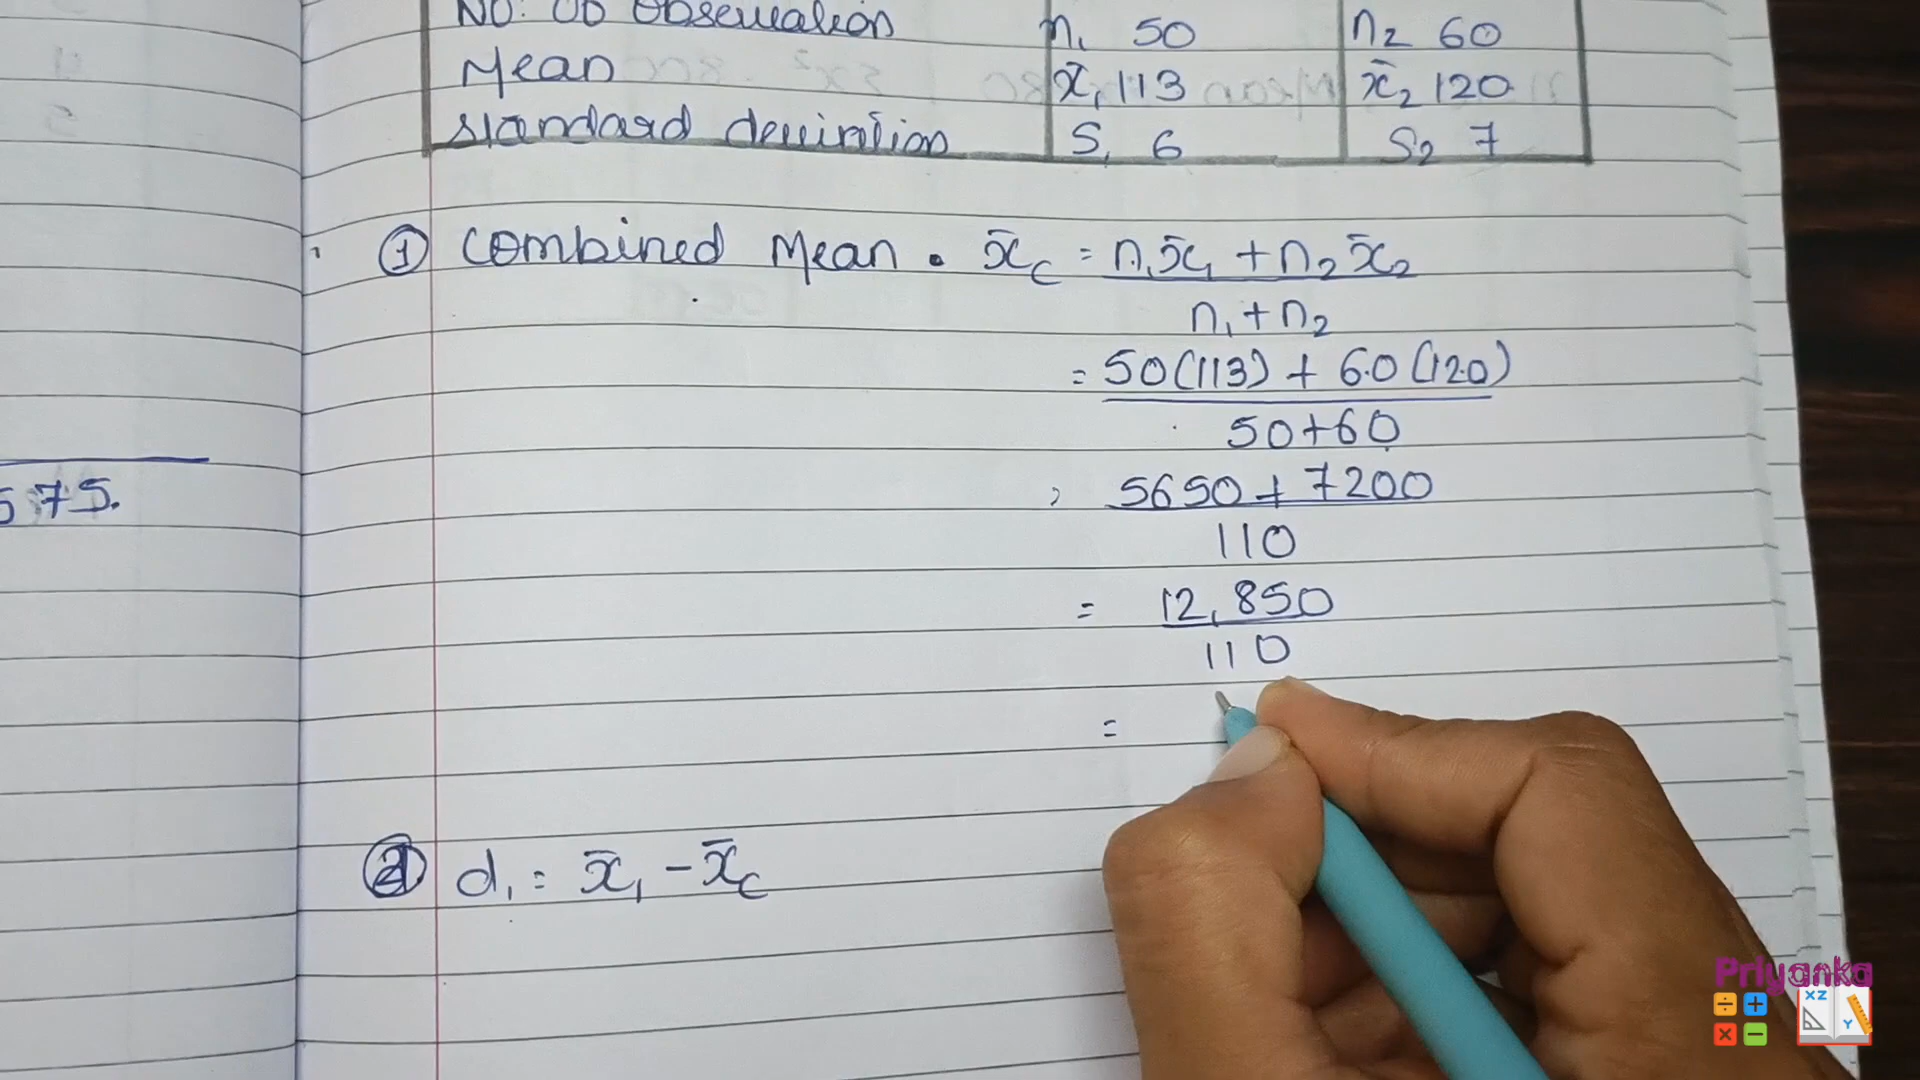 No. Of Observation n₁ 50 n₂ 60
Mean x̄₁ 113 x̄₂ 120
Standard deviation S₁ 6 S₂ 7
① Combined Mean . x̄c = n₁x̄₁ + n₂x̄₂
n₁ + n₂
= 50(113) + 60(120)
50+60
5650 + 7200
110
= 12,850
110
=
② d₁ = x̄₁ - x̄c
575.
Priyanka
XZ
Y